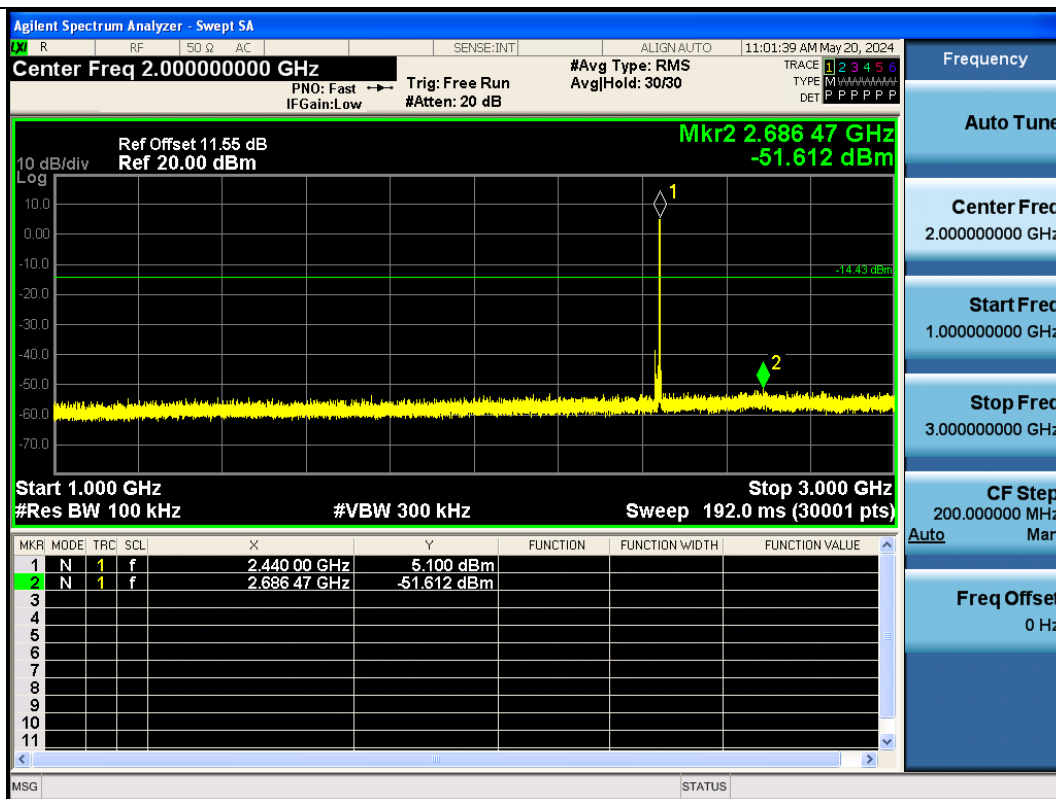 Agilent Spectrum Analyzer - Swept SA
LXI R RF 50 Ω AC SENSE:INT ALIGN AUTO 11:01:39 AM May 20, 2024
Center Freq 2.000000000 GHz
PNO: Fast
IFGain:Low
Trig: Free Run
#Atten: 20 dB
#Avg Type: RMS
Avg|Hold: 30/30
TRACE 1 2 3 4 5 6
TYPE M W W W W W
DET P P P P P P
Mkr2 2.686 47 GHz
-51.612 dBm
Ref Offset 11.55 dB
10 dB/div Ref 20.00 dBm
Log
1
10.0
0.00
-10.0
-14.43 dBm
-20.0
-30.0
-40.0
2
-50.0
-60.0
-70.0
Start 1.000 GHz Stop 3.000 GHz
#Res BW 100 kHz #VBW 300 kHz Sweep 192.0 ms (30001 pts)
MKR MODE TRC SCL X Y FUNCTION FUNCTION WIDTH FUNCTION VALUE
1 N 1 f 2.440 00 GHz 5.100 dBm
2 N 1 f 2.686 47 GHz -51.612 dBm
3
4
5
6
7
8
9
10
11
MSG STATUS
Frequency
Auto Tune
Center Freq
2.000000000 GHz
Start Freq
1.000000000 GHz
Stop Freq
3.000000000 GHz
CF Step
200.000000 MHz
Auto Man
Freq Offset
0 Hz